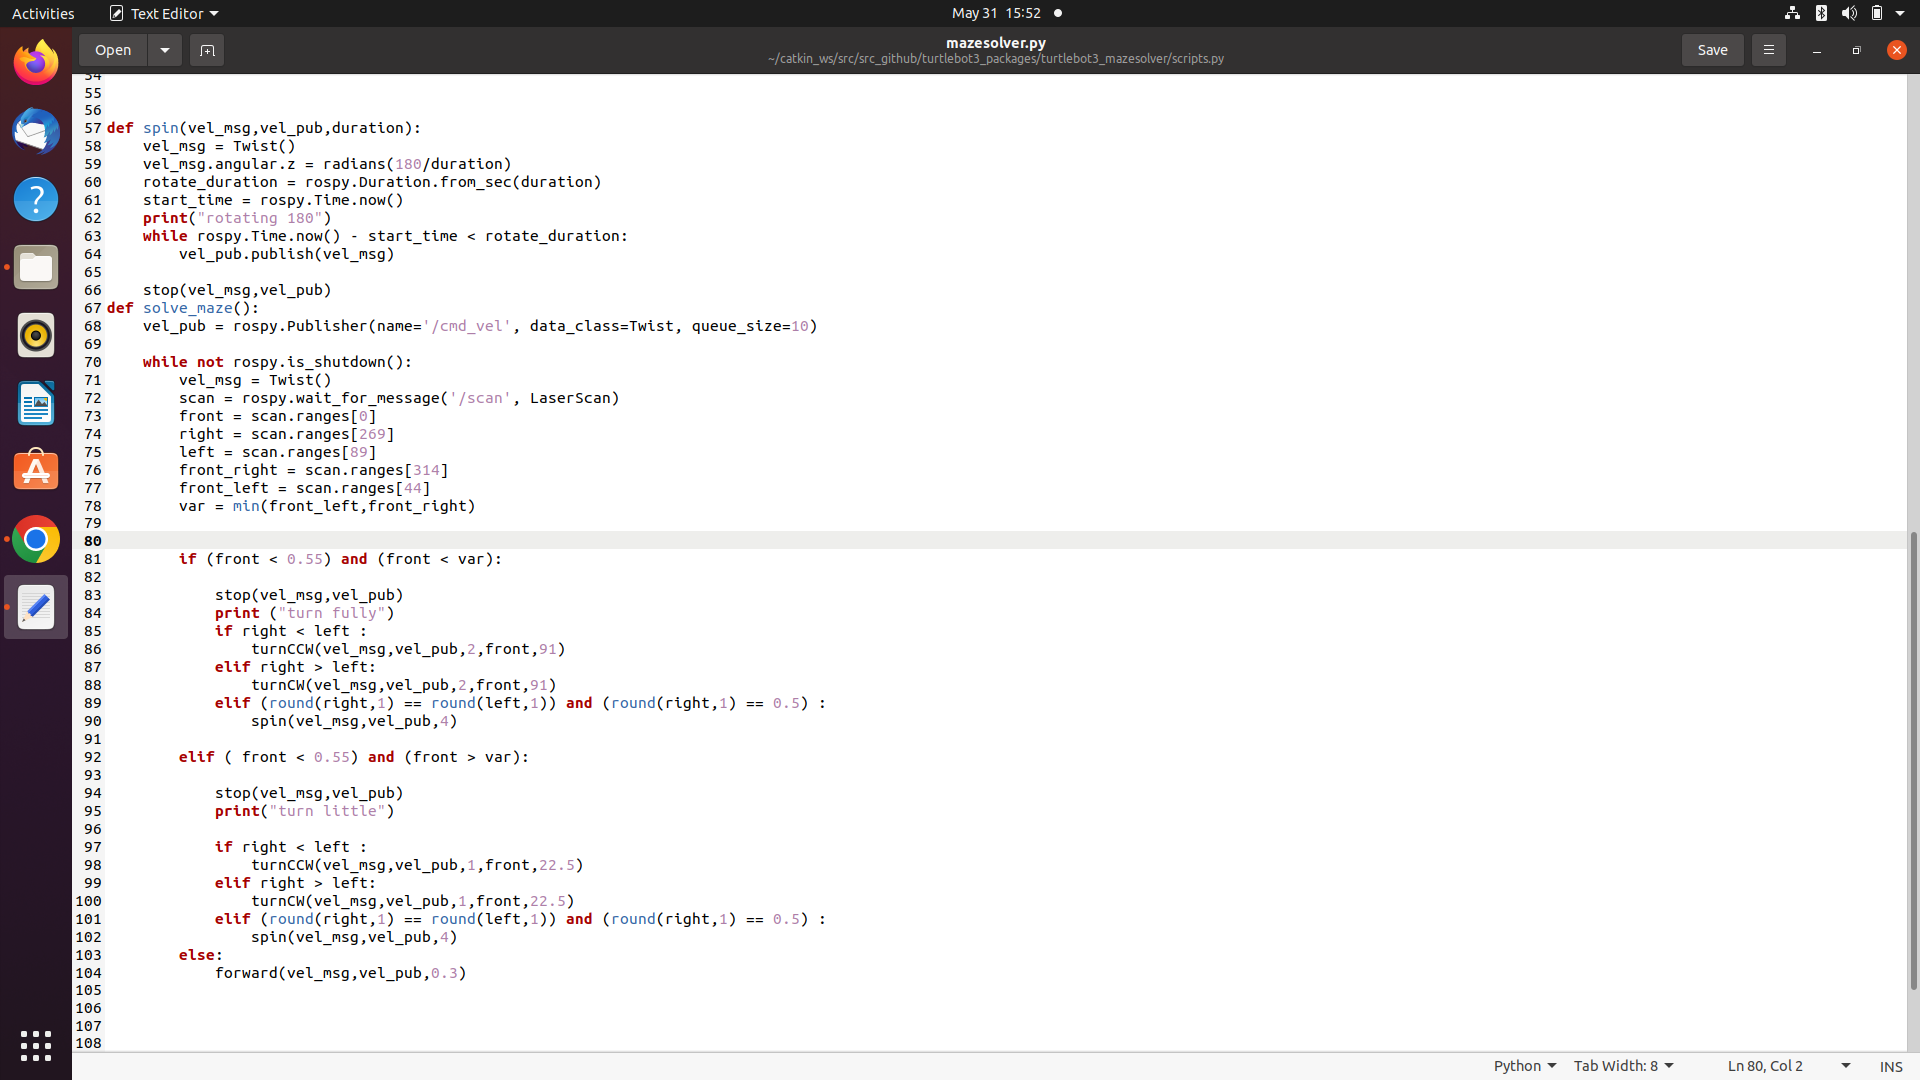 Activities
Text Editor
May 31 15:52
Open
mazesolver.py
~/catkin_ws/src/src_github/turtlebot3_packages/turtlebot3_mazesolver/scripts.py
Save
54
55
56
57 def spin(vel_msg,vel_pub,duration):
58     vel_msg = Twist()
59     vel_msg.angular.z = radians(180/duration)
60     rotate_duration = rospy.Duration.from_sec(duration)
61     start_time = rospy.Time.now()
62     print("rotating 180")
63     while rospy.Time.now() - start_time < rotate_duration:
64         vel_pub.publish(vel_msg)
65
66     stop(vel_msg,vel_pub)
67 def solve_maze():
68     vel_pub = rospy.Publisher(name='/cmd_vel', data_class=Twist, queue_size=10)
69
70     while not rospy.is_shutdown():
71         vel_msg = Twist()
72         scan = rospy.wait_for_message('/scan', LaserScan)
73         front = scan.ranges[0]
74         right = scan.ranges[269]
75         left = scan.ranges[89]
76         front_right = scan.ranges[314]
77         front_left = scan.ranges[44]
78         var = min(front_left,front_right)
79
80
81         if (front < 0.55) and (front < var):
82
83             stop(vel_msg,vel_pub)
84             print ("turn fully")
85             if right < left :
86                 turnCCW(vel_msg,vel_pub,2,front,91)
87             elif right > left:
88                 turnCW(vel_msg,vel_pub,2,front,91)
89             elif (round(right,1) == round(left,1)) and (round(right,1) == 0.5) :
90                 spin(vel_msg,vel_pub,4)
91
92         elif ( front < 0.55) and (front > var):
93
94             stop(vel_msg,vel_pub)
95             print("turn little")
96
97             if right < left :
98                 turnCCW(vel_msg,vel_pub,1,front,22.5)
99             elif right > left:
100                 turnCW(vel_msg,vel_pub,1,front,22.5)
101             elif (round(right,1) == round(left,1)) and (round(right,1) == 0.5) :
102                 spin(vel_msg,vel_pub,4)
103         else:
104             forward(vel_msg,vel_pub,0.3)
105
106
107
108
Python
Tab Width: 8
Ln 80, Col 2
INS